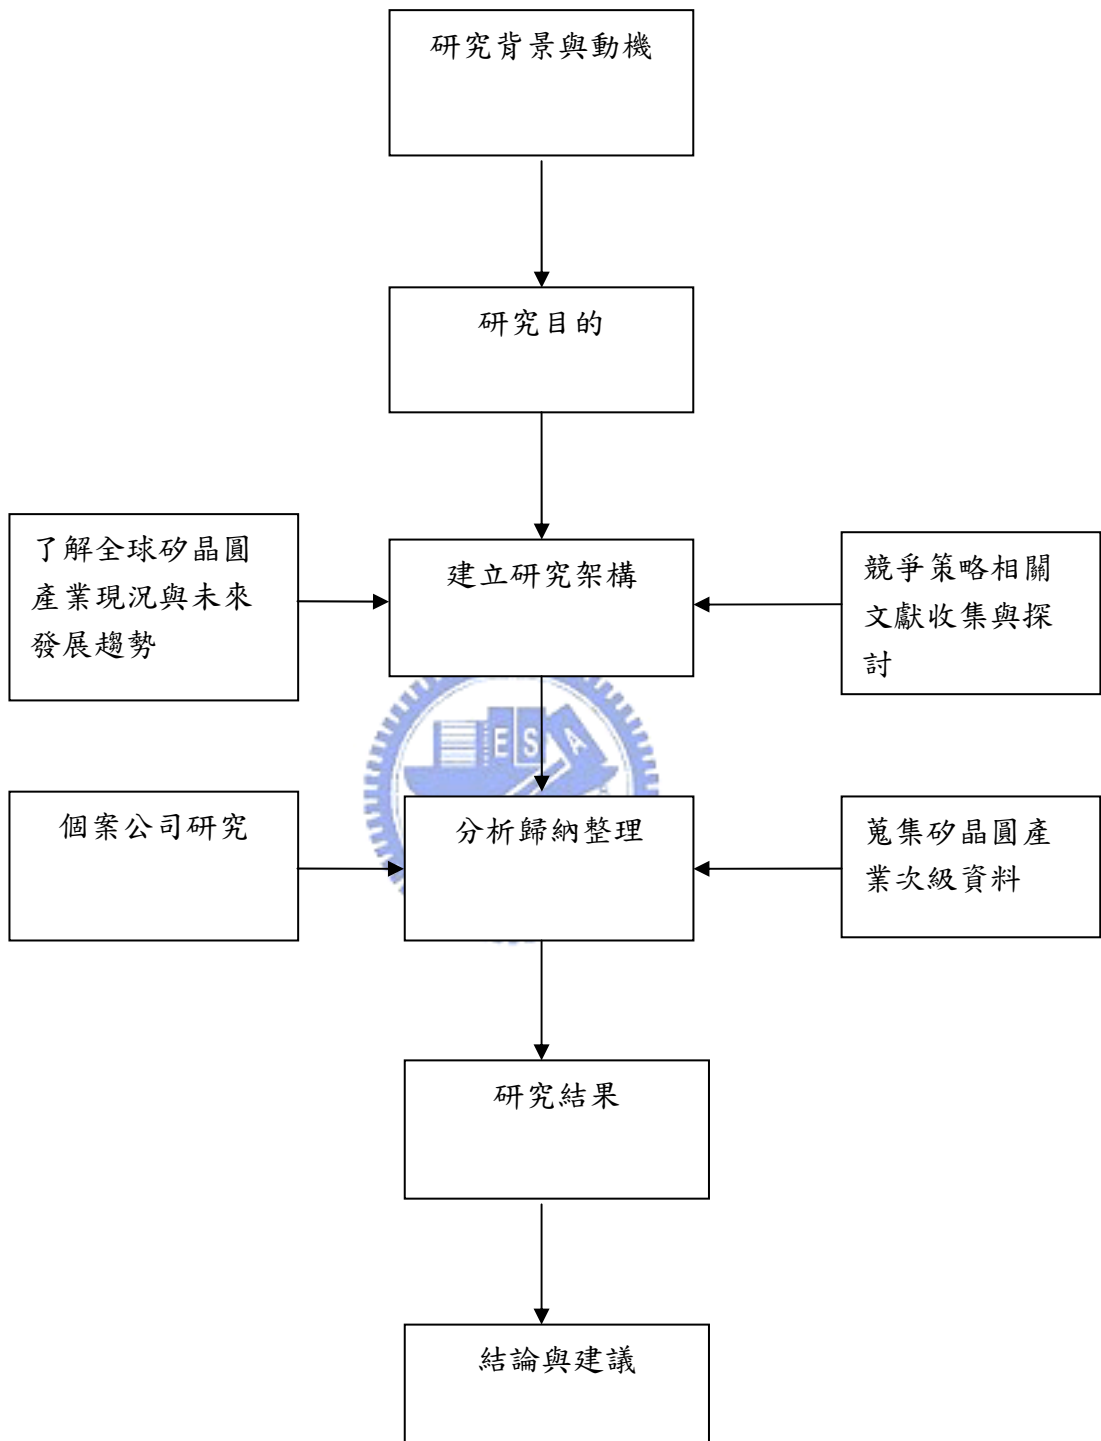 研究背景與動機
研究目的
了解全球矽晶圓
產業現況與未來
發展趨勢
建立研究架構
競爭策略相關
文獻收集與探
討
ESA
個案公司研究
分析歸納整理
蒐集矽晶圓產
業次級資料
研究結果
結論與建議